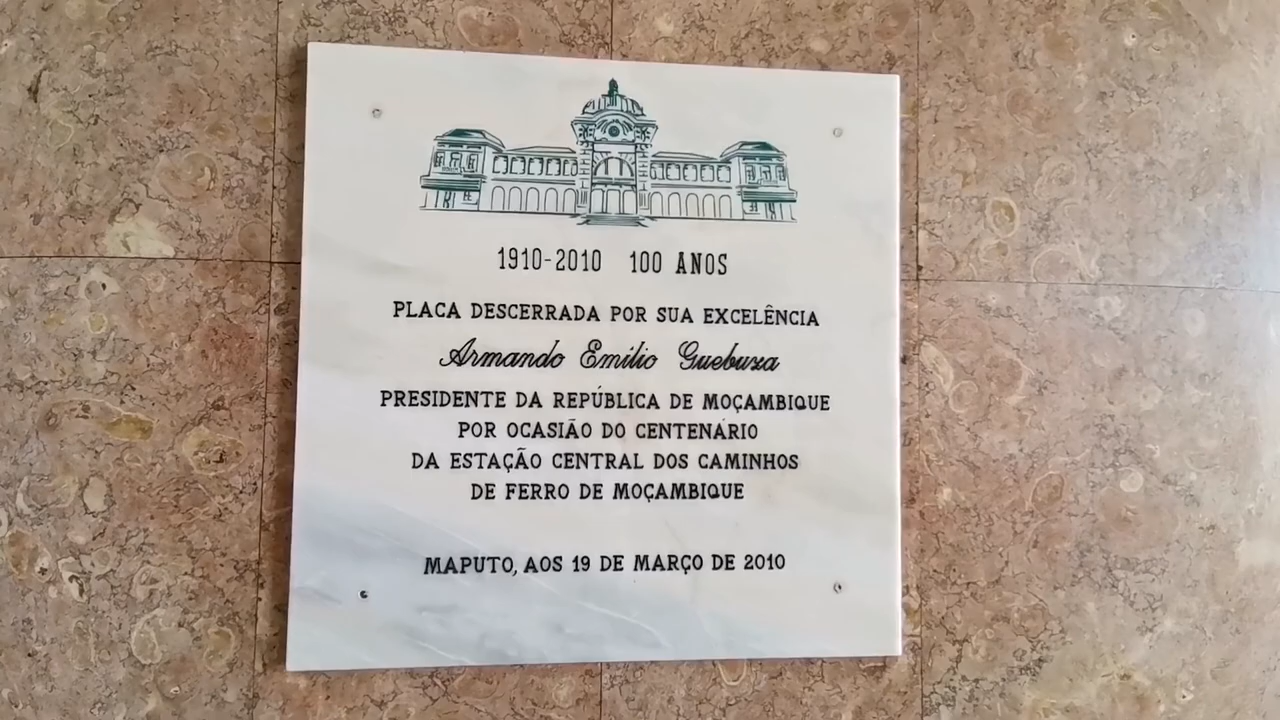 1910-2010 100 ANOS
PLACA DESCERRADA POR SUA EXCELÊNCIA
Armando Emílio Guebuza
PRESIDENTE DA REPÚBLICA DE MOÇAMBIQUE
POR OCASIÃO DO CENTENÁRIO
DA ESTAÇÃO CENTRAL DOS CAMINHOS
DE FERRO DE MOÇAMBIQUE
MAPUTO, AOS 19 DE MARÇO DE 2010